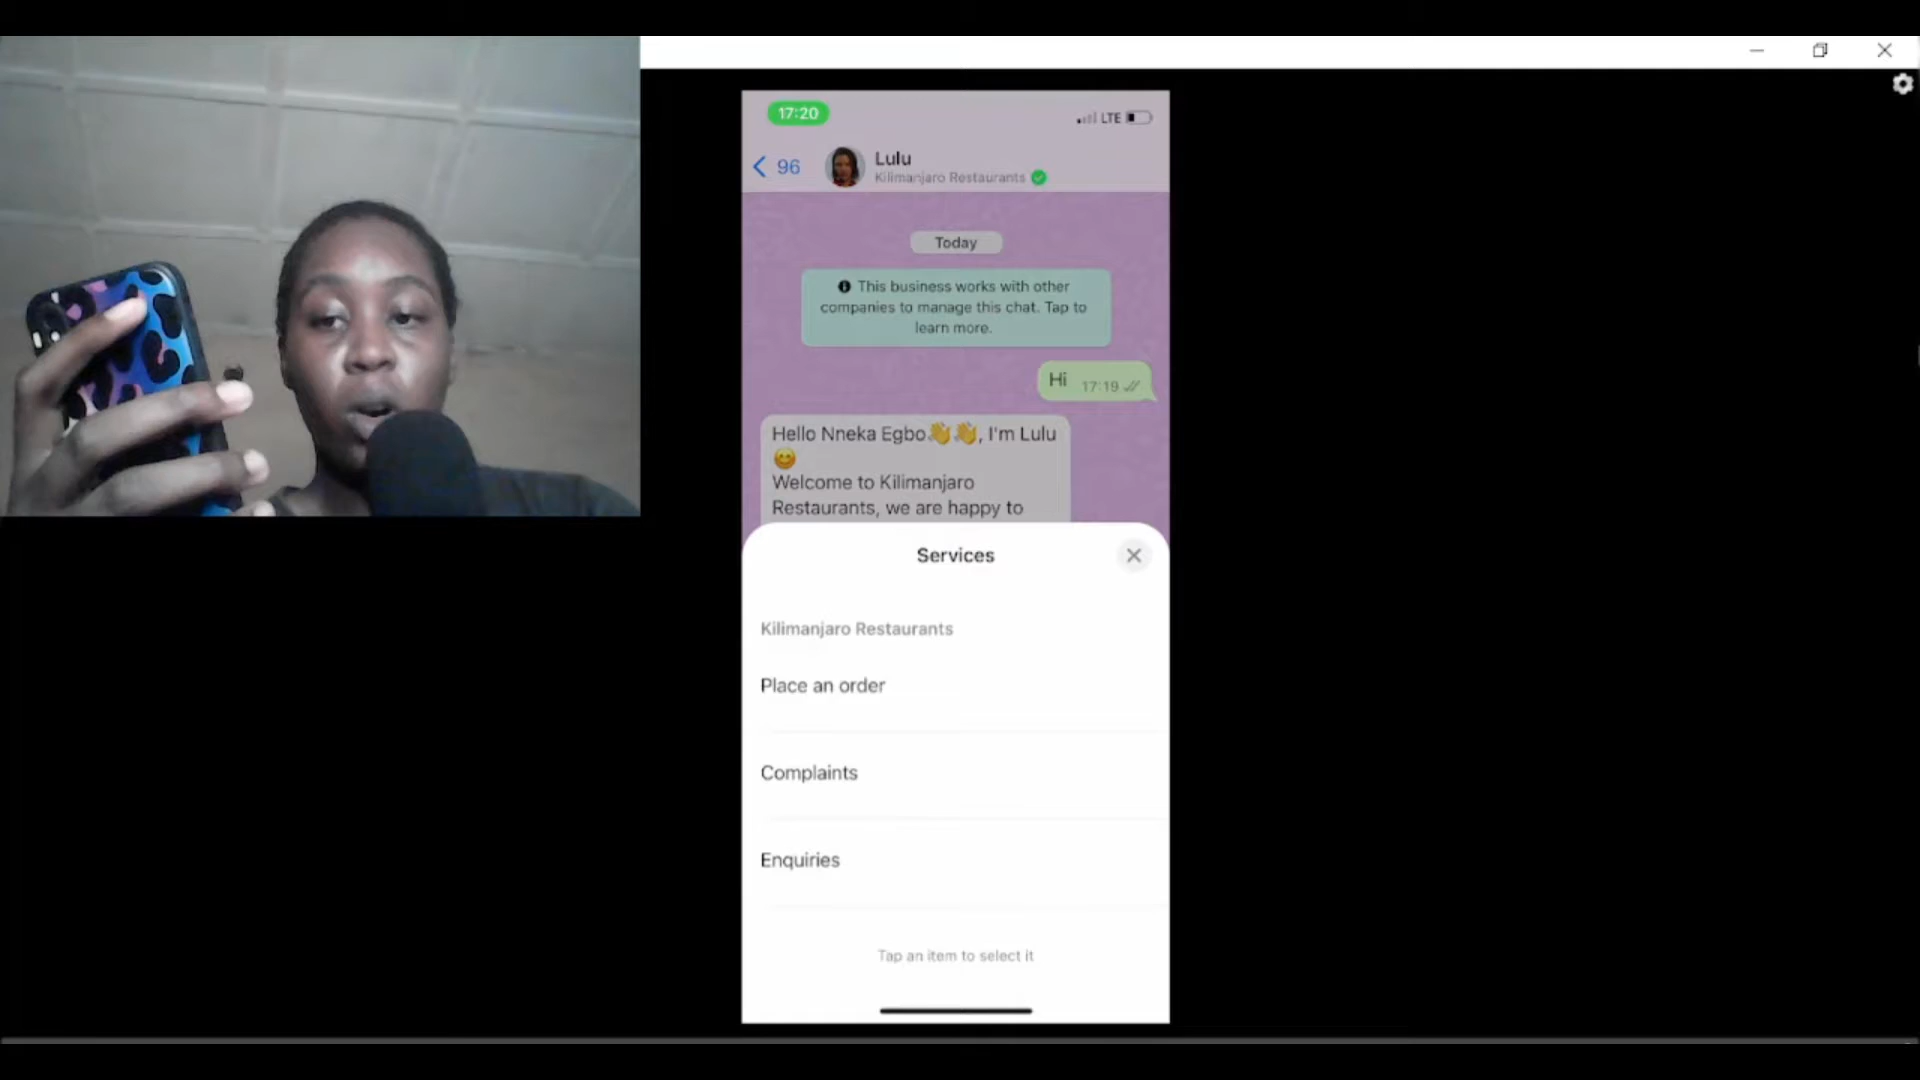 17:20
LTE
96
Lulu
Kilimanjaro Restaurants
Today
This business works with other
companies to manage this chat. Tap to
learn more.
Hi 17:19
Hello Nneka Egbo👋👋, I'm Lulu
😊
Welcome to Kilimanjaro
Restaurants, we are happy to
Services
Kilimanjaro Restaurants
Place an order
Complaints
Enquiries
Tap an item to select it